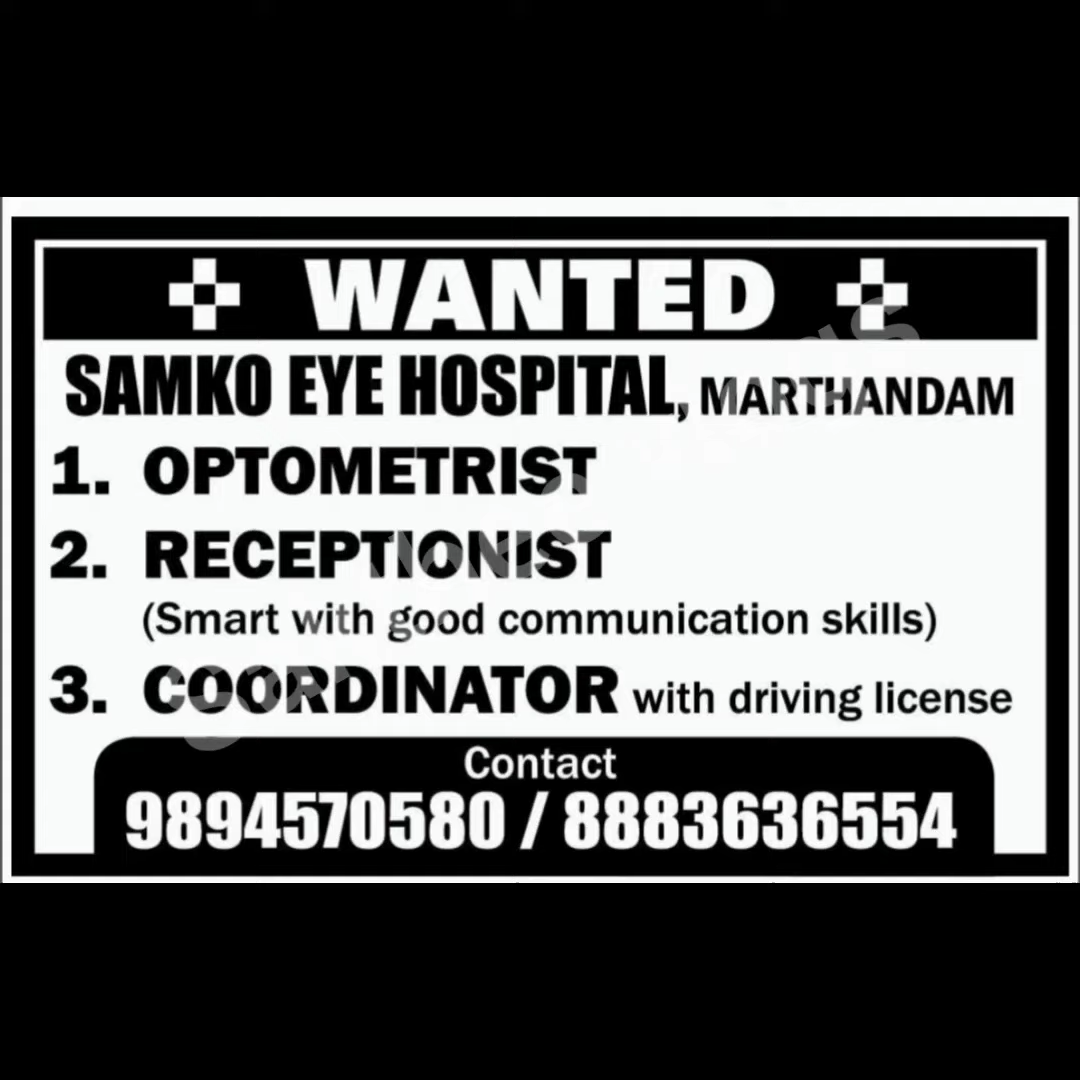 WANTED
SAMKO EYE HOSPITAL, MARTHANDAM
1. OPTOMETRIST
2. RECEPTIONIST
(Smart with good communication skills)
3. COORDINATOR with driving license
Contact
9894570580 / 8883636554